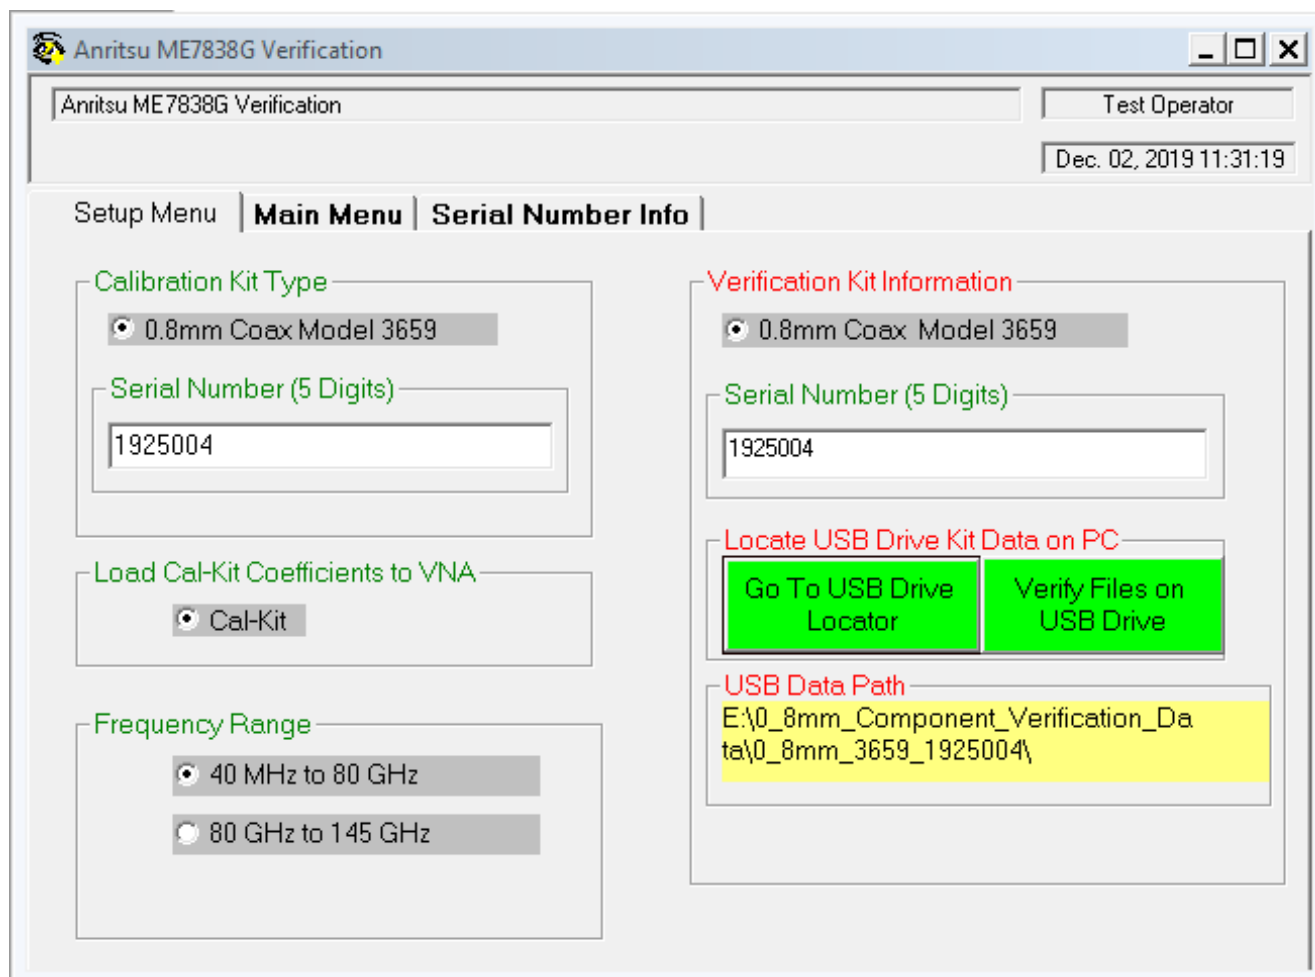 Anritsu ME7838G Verification
Anritsu ME7838G Verification
Test Operator
Dec. 02, 2019 11:31:19
Setup Menu
Main Menu
Serial Number Info
Calibration Kit Type
0.8mm Coax Model 3659
Serial Number (5 Digits)
1925004
Load Cal-Kit Coefficients to VNA
Cal-Kit
Frequency Range
40 MHz to 80 GHz
80 GHz to 145 GHz
Verification Kit Information
0.8mm Coax  Model 3659
Serial Number (5 Digits)
1925004
Locate USB Drive Kit Data on PC
Go To USB Drive
Locator
Verify Files on
USB Drive
USB Data Path
E:\0_8mm_Component_Verification_Da
ta\0_8mm_3659_1925004\